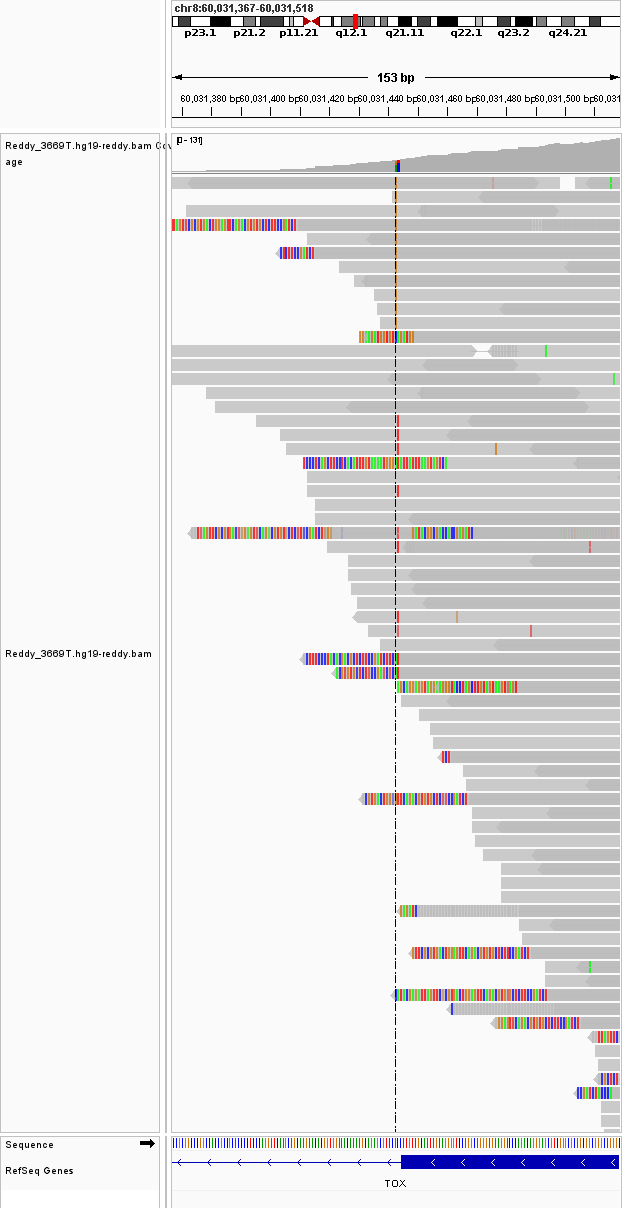 chr8:60,031,367-60,031,518
p23.1 p21.2 p11.21 q12.1 q21.11 q22.1 q23.2 q24.21
153 bp
60,031,380 bp 60,031,400 bp 60,031,420 bp 60,031,440 bp 60,031,460 bp 60,031,480 bp 60,031,500 bp 60,031
Reddy_3669T.hg19-reddy.bam Cov
age
[0 - 131]
Reddy_3669T.hg19-reddy.bam
Sequence
RefSeq Genes
TOX